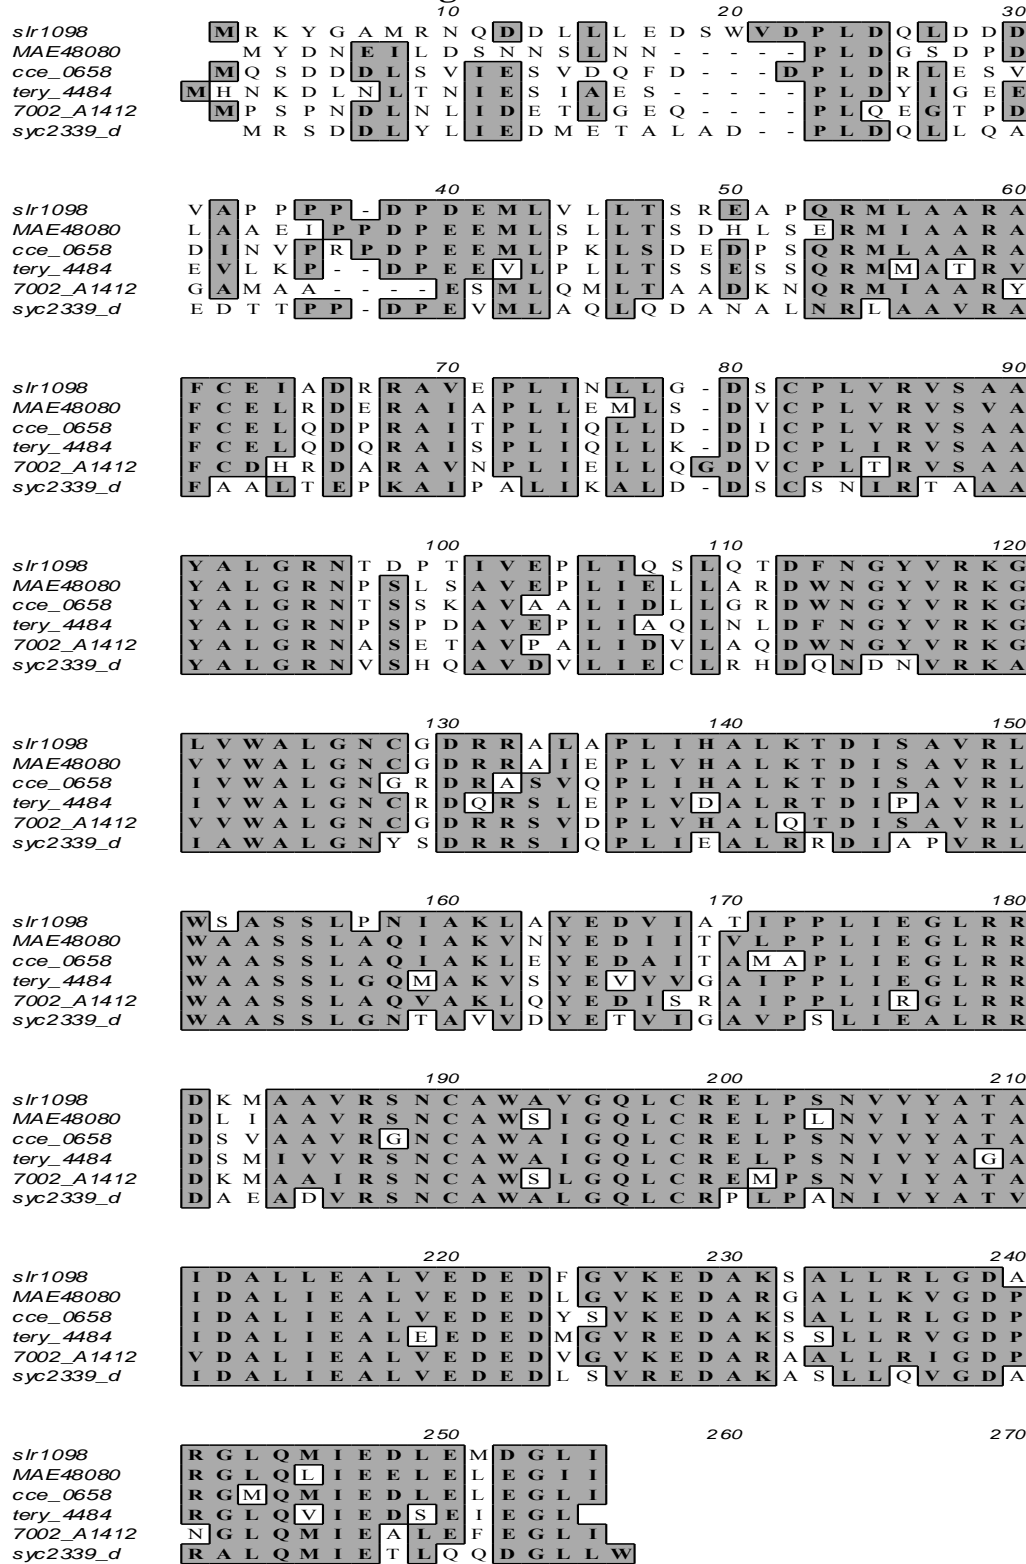 10 20 30
slr1098 M R K Y G A M R N Q D D L L L E D S W V D P L D Q L D D D
MAE48080 M Y D N E I L D S N N S L N N - - - - - P L D G S D P D
cce_0658 M Q S D D D L S V I E S V D Q F D - - - D P L D R L E S V
tery_4484 M H N K D L N L T N I E S I A E S - - - - - P L D Y I G E E
7002_A1412 M P S P N D L N L I D E T L G E Q - - - - P L Q E G T P D
syc2339_d M R S D D L Y L I E D M E T A L A D - - P L D Q L L Q A
40 50 60
slr1098 V A P P P P - D P D E M L V L L T S R E A P Q R M L A A R A
MAE48080 L A A E I P P D P E E M L S L L T S D H L S E R M I A A R A
cce_0658 D I N V P R P D P E E M L P K L S D E D P S Q R M L A A R A
tery_4484 E V L K P - - D P E E V L P L L T S S E S S Q R M M A T R V
7002_A1412 G A M A A - - - - E S M L Q M L T A A D K N Q R M I A A R Y
syc2339_d E D T T P P - D P E V M L A Q L Q D A N A L N R L A A V R A
70 80 90
slr1098 F C E I A D R R A V E P L I N L L G - D S C P L V R V S A A
MAE48080 F C E L R D E R A I A P L L E M L S - D V C P L V R V S V A
cce_0658 F C E L Q D P R A I T P L I Q L L D - D I C P L V R V S A A
tery_4484 F C E L Q D Q R A I S P L I Q L L K - D D C P L I R V S A A
7002_A1412 F C D H R D A R A V N P L I E L L Q G D V C P L T R V S A A
syc2339_d F A A L T E P K A I P A L I K A L D - D S C S N I R T A A A
100 110 120
slr1098 Y A L G R N T D P T I V E P L I Q S L Q T D F N G Y V R K G
MAE48080 Y A L G R N P S L S A V E P L I E L L A R D W N G Y V R K G
cce_0658 Y A L G R N T S S K A V A A L I D L L G R D W N G Y V R K G
tery_4484 Y A L G R N P S P D A V E P L I A Q L N L D F N G Y V R K G
7002_A1412 Y A L G R N A S E T A V P A L I D V L A Q D W N G Y V R K G
syc2339_d Y A L G R N V S H Q A V D V L I E C L R H D Q N D N V R K A
130 140 150
slr1098 L V W A L G N C G D R R A L A P L I H A L K T D I S A V R L
MAE48080 V V W A L G N C G D R R A I E P L V H A L K T D I S A V R L
cce_0658 I V W A L G N G R D R A S V Q P L I H A L K T D I S A V R L
tery_4484 I V W A L G N C R D Q R S L E P L V D A L R T D I P A V R L
7002_A1412 V V W A L G N C G D R R S V D P L V H A L Q T D I S A V R L
syc2339_d I A W A L G N Y S D R R S I Q P L I E A L R R D I A P V R L
160 170 180
slr1098 W S A S S L P N I A K L A Y E D V I A T I P P L I E G L R R
MAE48080 W A A S S L A Q I A K V N Y E D I I T V L P P L I E G L R R
cce_0658 W A A S S L A Q I A K L E Y E D A I T A M A P L I E G L R R
tery_4484 W A A S S L G Q M A K V S Y E V V V G A I P P L I E G L R R
7002_A1412 W A A S S L A Q V A K L Q Y E D I S R A I P P L I R G L R R
syc2339_d W A A S S L G N T A V V D Y E T V I G A V P S L I E A L R R
190 200 210
slr1098 D K M A A V R S N C A W A V G Q L C R E L P S N V V Y A T A
MAE48080 D L I A A V R S N C A W S I G Q L C R E L P L N V I Y A T A
cce_0658 D S V A A V R G N C A W A I G Q L C R E L P S N V V Y A T A
tery_4484 D S M I V V R S N C A W A I G Q L C R E L P S N I V Y A G A
7002_A1412 D K M A A I R S N C A W S L G Q L C R E M P S N V I Y A T A
syc2339_d D A E A D V R S N C A W A L G Q L C R P L P A N I V Y A T V
220 230 240
slr1098 I D A L L E A L V E D E D F G V K E D A K S A L L R L G D A
MAE48080 I D A L I E A L V E D E D L G V K E D A R G A L L K V G D P
cce_0658 I D A L I E A L V E D E D Y S V K E D A K S A L L R L G D P
tery_4484 I D A L I E A L E E D E D M G V R E D A K S S L L R V G D P
7002_A1412 V D A L I E A L V E D E D V G V K E D A R A A L L R I G D P
syc2339_d I D A L I E A L V E D E D L S V R E D A K A S L L Q V G D A
250 260 270
slr1098 R G L Q M I E D L E M D G L I
MAE48080 R G L Q L I E E L E L E G I I
cce_0658 R G M Q M I E D L E L E G L I
tery_4484 R G L Q V I E D S E I E G L
7002_A1412 N G L Q M I E A L E F E G L I
syc2339_d R A L Q M I E T L Q Q D G L L W